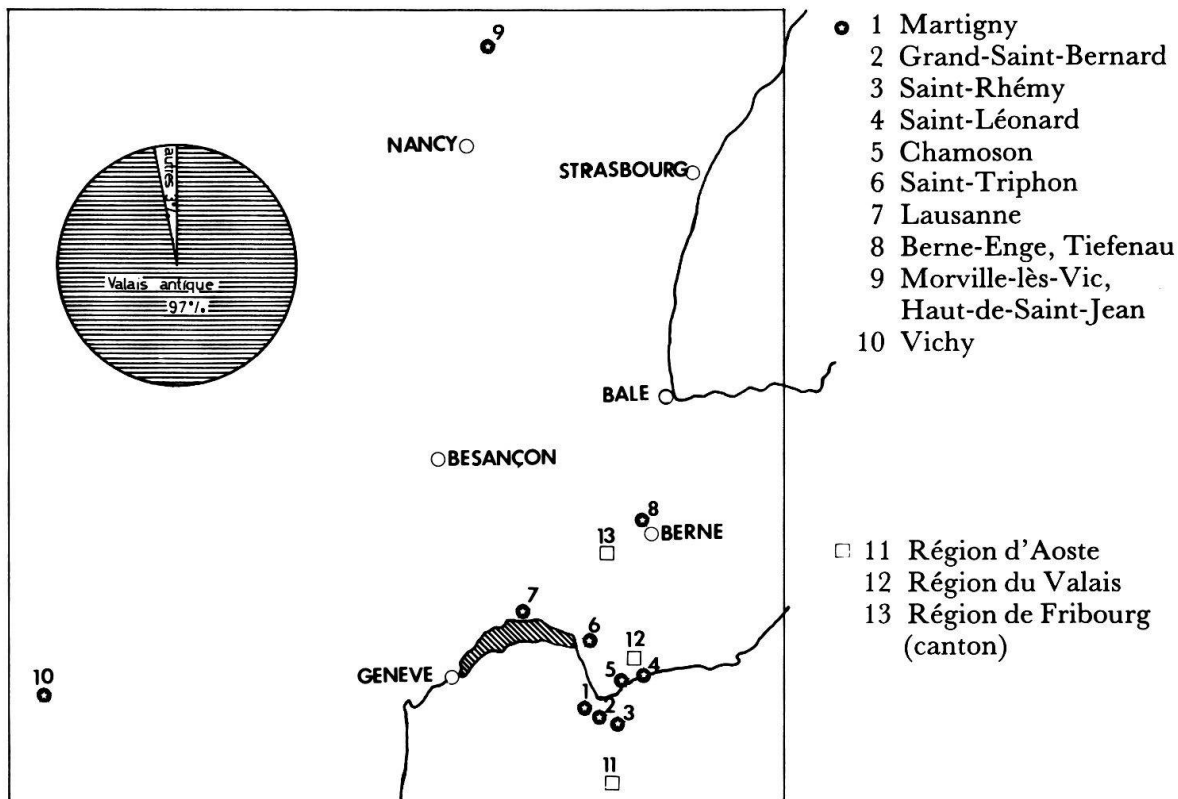 9
NANCY
STRASBOURG
autres 3%
Valais antique
97%
BALE
BESANÇON
8
BERNE
13
7
6
12
5
4
GENEVE
10
1
2
3
11
1 Martigny
2 Grand-Saint-Bernard
3 Saint-Rhémy
4 Saint-Léonard
5 Chamoson
6 Saint-Triphon
7 Lausanne
8 Berne-Enge, Tiefenau
9 Morville-lès-Vic,
Haut-de-Saint-Jean
10 Vichy
11 Région d'Aoste
12 Région du Valais
13 Région de Fribourg
(canton)